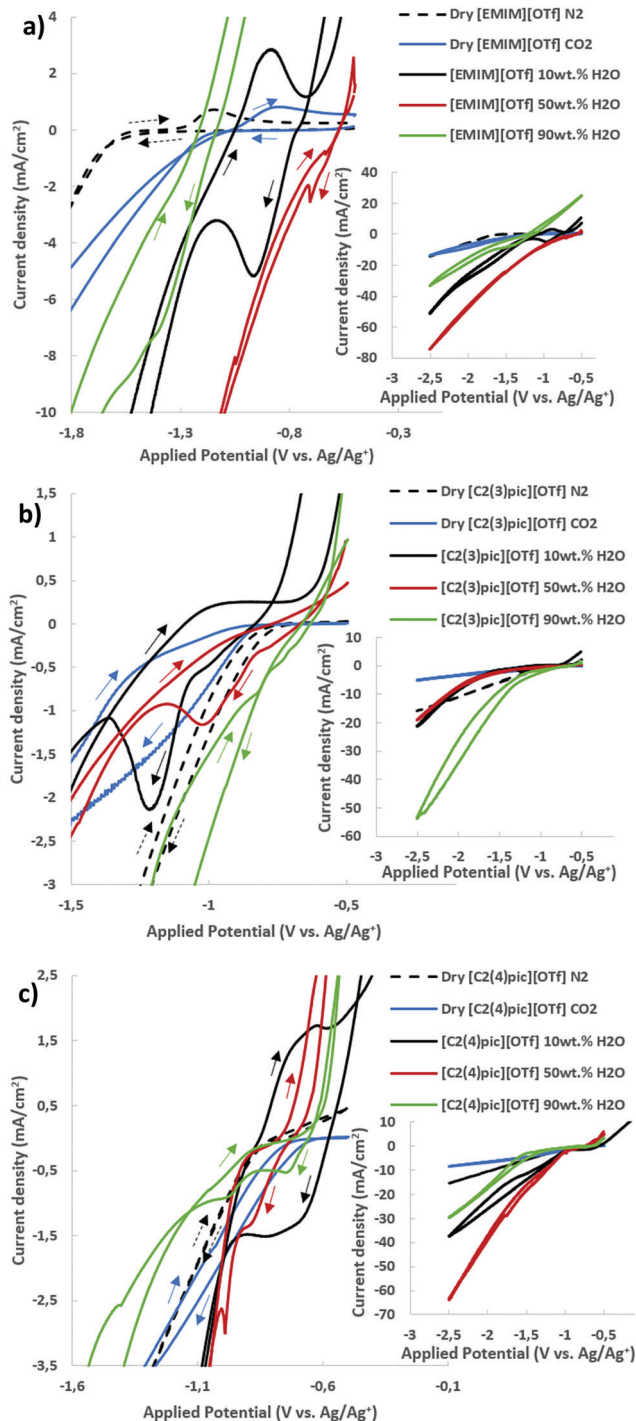 a)
Dry [EMIM][OTf] N2
Dry [EMIM][OTf] CO2
[EMIM][OTf] 10wt.% H2O
[EMIM][OTf] 50wt.% H2O
[EMIM][OTf] 90wt.% H2O
Current density (mA/cm²)
4
2
0
-2
-4
-6
-8
-10
-1,8
-1,3
-0,8
-0,3
Applied Potential (V vs. Ag/Ag⁺)
Current density (mA/cm²)
40
20
0
-20
-40
-60
-80
-3
-2,5
-2
-1,5
-1
-0,5
Applied Potential (V vs. Ag/Ag⁺)
b)
Dry [C2(3)pic][OTf] N2
Dry [C2(3)pic][OTf] CO2
[C2(3)pic][OTf] 10wt.% H2O
[C2(3)pic][OTf] 50wt.% H2O
[C2(3)pic][OTf] 90wt.% H2O
Current density (mA/cm²)
1,5
1
0,5
0
-0,5
-1
-1,5
-2
-2,5
-3
-1,5
-1
-0,5
Applied Potential (V vs. Ag/Ag⁺)
Current density (mA/cm²)
10
0
-10
-20
-30
-40
-50
-60
-3
-2,5
-2
-1,5
-1
-0,5
Applied Potential (V vs. Ag/Ag⁺)
c)
Dry [C2(4)pic][OTf] N2
Dry [C2(4)pic][OTf] CO2
[C2(4)pic][OTf] 10wt.% H2O
[C2(4)pic][OTf] 50wt.% H2O
[C2(4)pic][OTf] 90wt.% H2O
Current density (mA/cm²)
2,5
1,5
0,5
-0,5
-1,5
-2,5
-3,5
-1,6
-1,1
-0,6
-0,1
Applied Potential (V vs. Ag/Ag⁺)
Current density (mA/cm²)
10
0
-10
-20
-30
-40
-50
-60
-70
-3
-2,5
-2
-1,5
-1
-0,5
0
Applied Potential (V vs. Ag/Ag⁺)